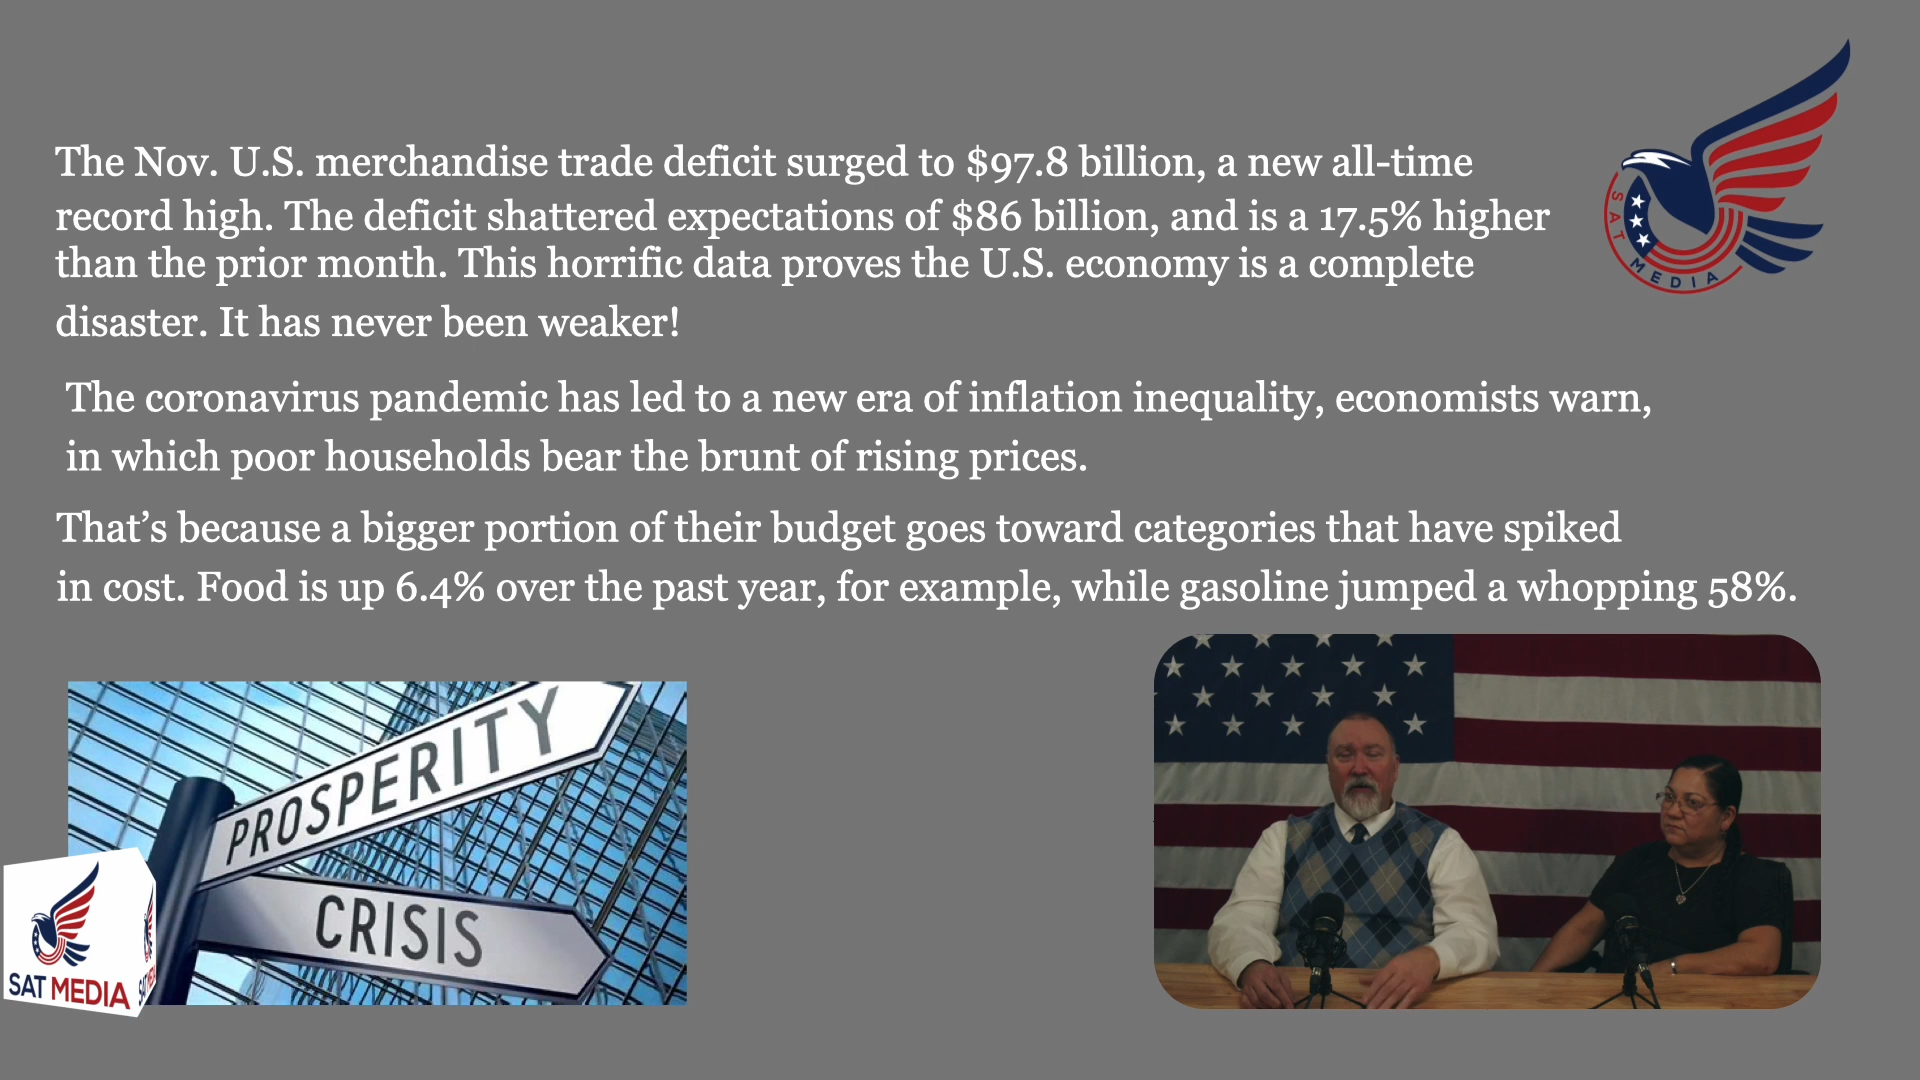 The Nov. U.S. merchandise trade deficit surged to $97.8 billion, a new all-time
record high. The deficit shattered expectations of $86 billion, and is a 17.5% higher
than the prior month. This horrific data proves the U.S. economy is a complete
disaster. It has never been weaker!
The coronavirus pandemic has led to a new era of inflation inequality, economists warn,
in which poor households bear the brunt of rising prices.
That’s because a bigger portion of their budget goes toward categories that have spiked
in cost. Food is up 6.4% over the past year, for example, while gasoline jumped a whopping 58%.
SAT MEDIA
PROSPERITY
CRISIS
SAT MEDIA
SAT MEDIA